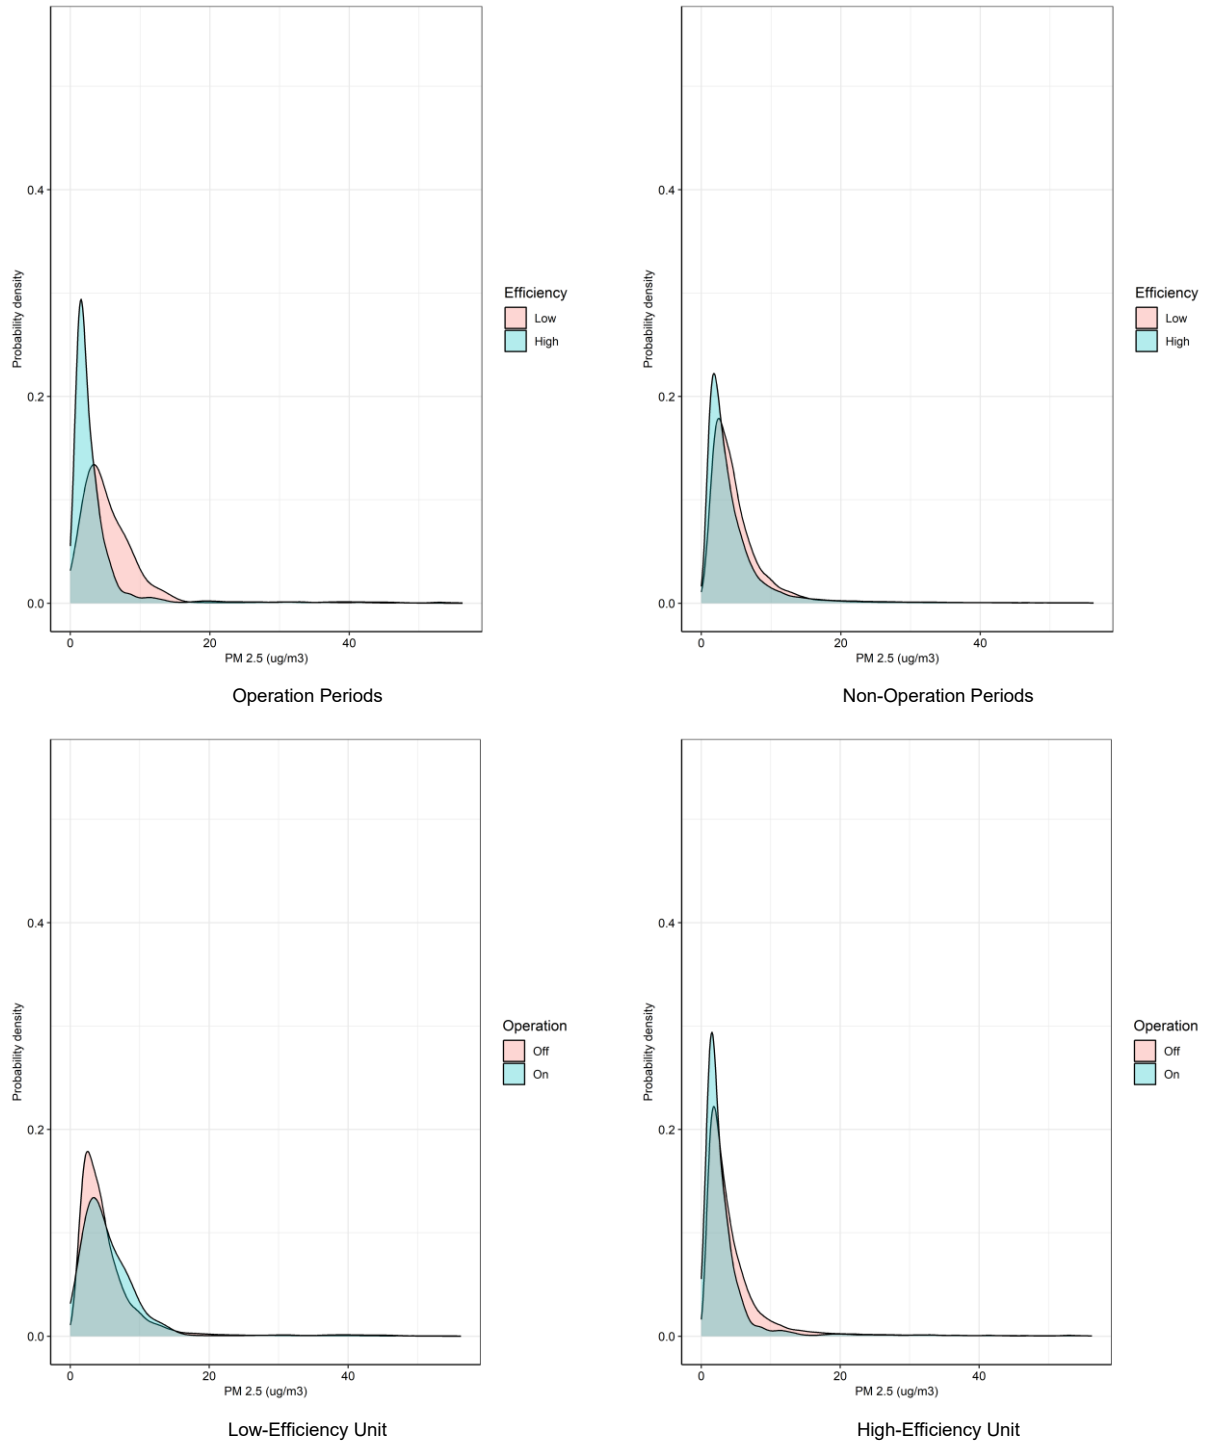 0.4
0.2
0.0
Probability density
0
20
40
PM 2.5 (ug/m3)
Efficiency
Low
High
Operation Periods
0.4
0.2
0.0
Probability density
0
20
40
PM 2.5 (ug/m3)
Efficiency
Low
High
Non-Operation Periods
0.4
0.2
0.0
Probability density
0
20
40
PM 2.5 (ug/m3)
Operation
Off
On
Low-Efficiency Unit
0.4
0.2
0.0
Probability density
0
20
40
PM 2.5 (ug/m3)
Operation
Off
On
High-Efficiency Unit